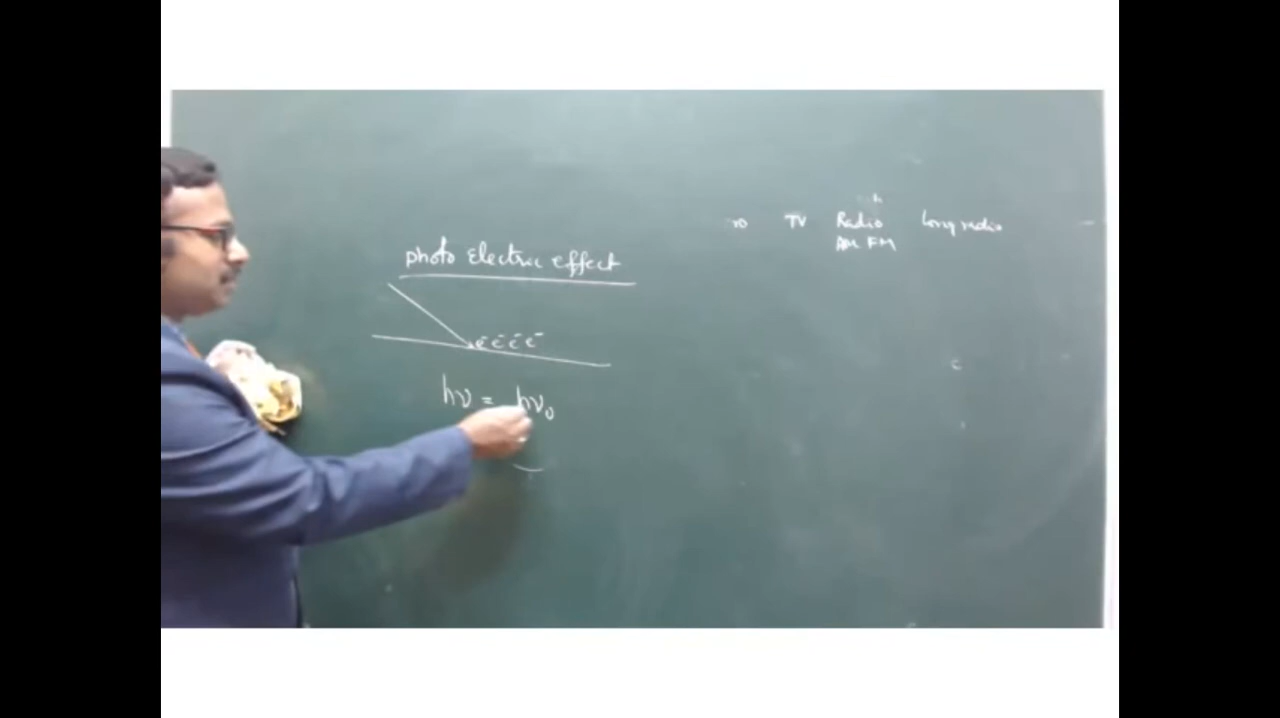 TV Radio Long radio
AM FM
photo electric effect
e⁻ e⁻ e⁻ e⁻
hν = hν₀